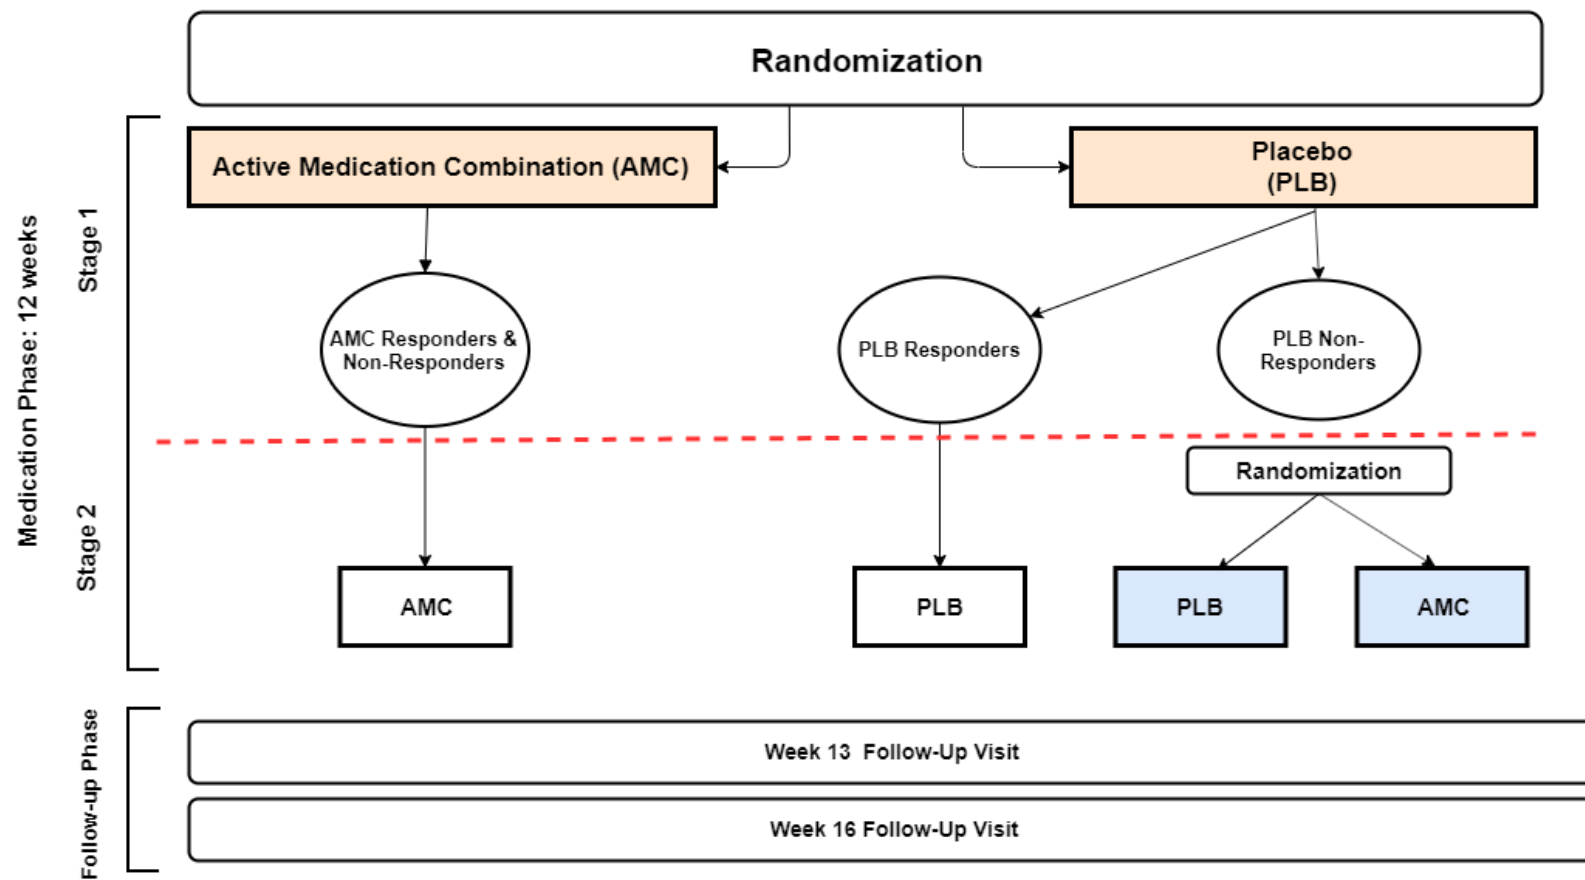 Randomization
Active Medication Combination (AMC)
Placebo
(PLB)
Medication Phase: 12 weeks
Stage 1
AMC Responders &
Non-Responders
PLB Responders
PLB Non-
Responders
Stage 2
Randomization
AMC
PLB
PLB
AMC
Follow-up Phase
Week 13 Follow-Up Visit
Week 16 Follow-Up Visit